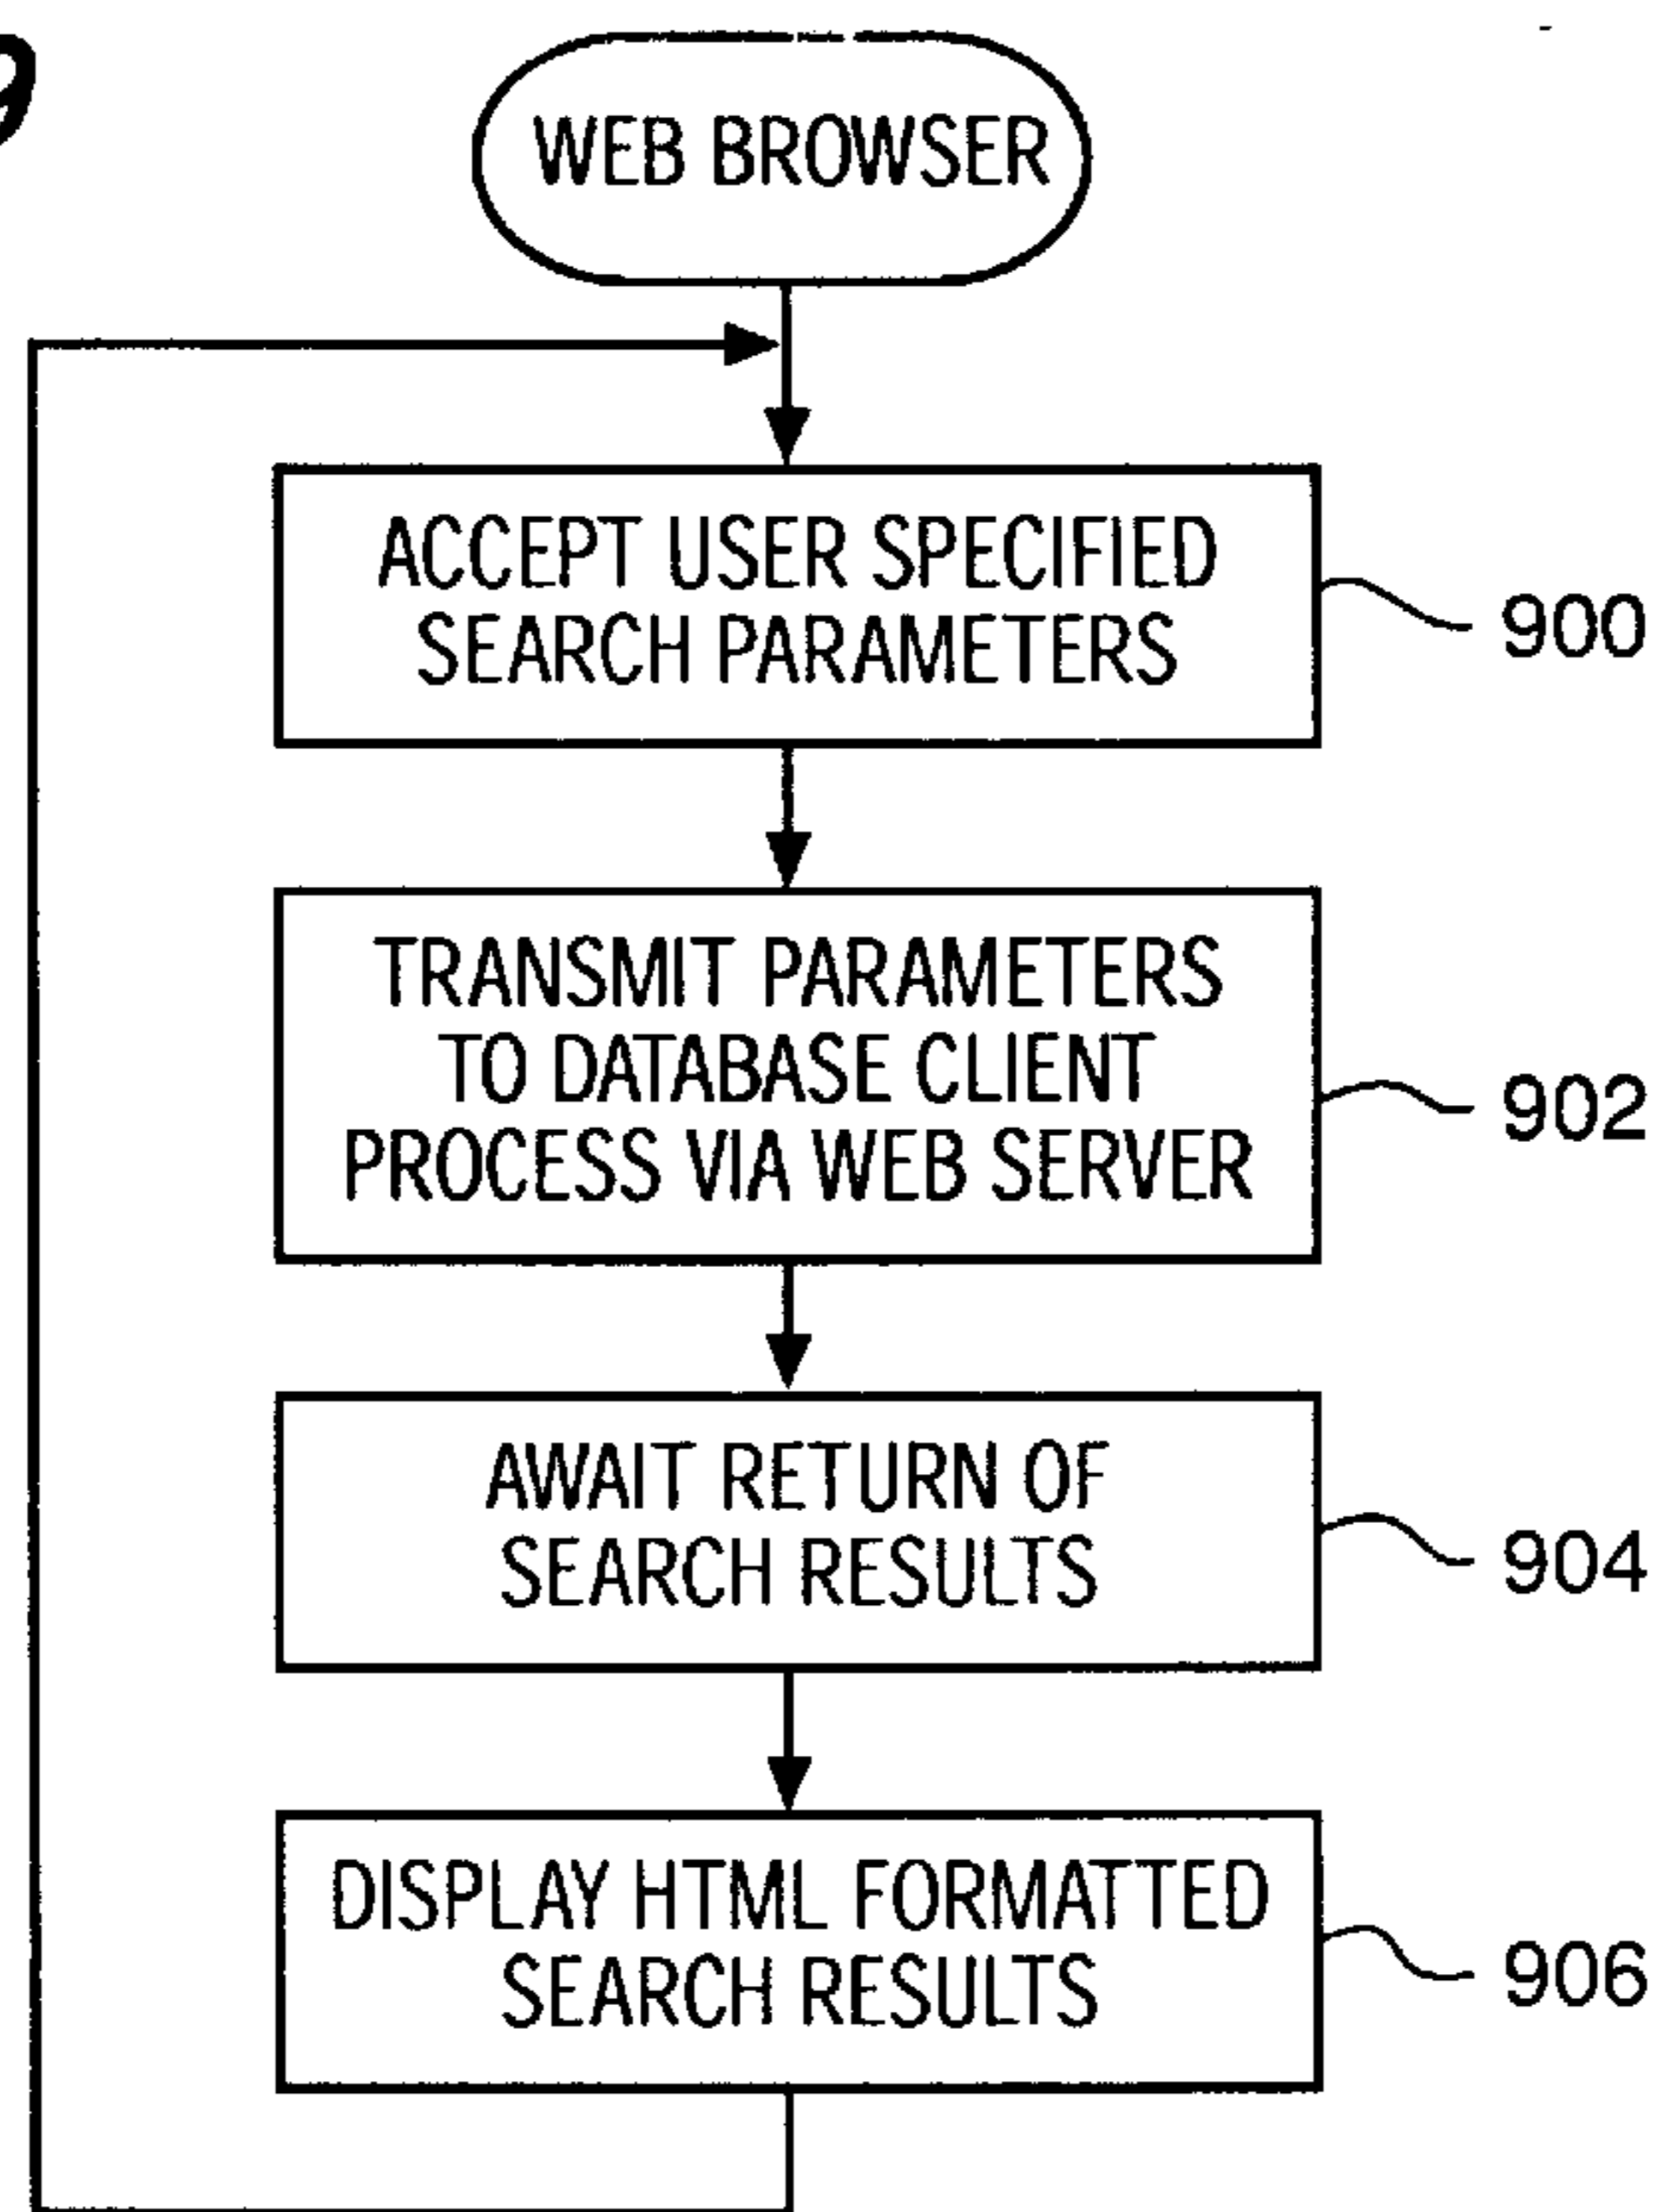 WEB BROWSER
ACCEPT USER SPECIFIED
SEARCH PARAMETERS
900
TRANSMIT PARAMETERS
TO DATABASE CLIENT
PROCESS VIA WEB SERVER
902
AWAIT RETURN OF
SEARCH RESULTS
904
DISPLAY HTML FORMATTED
SEARCH RESULTS
906